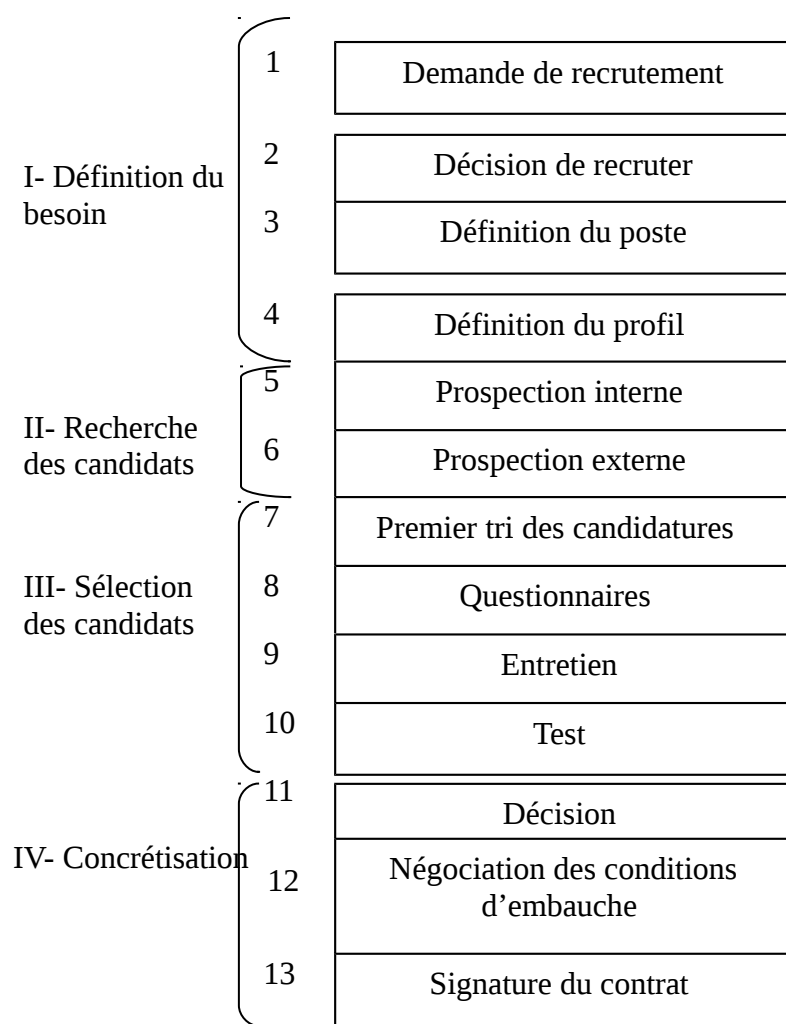 1
Demande de recrutement
2
Décision de recruter
I- Définition du
besoin
3
Définition du poste
4
Définition du profil
5
Prospection interne
II- Recherche
des candidats
6
Prospection externe
7
Premier tri des candidatures
III- Sélection
des candidats
8
Questionnaires
9
Entretien
10
Test
11
Décision
IV- Concrétisation
12
Négociation des conditions
d’embauche
13
Signature du contrat